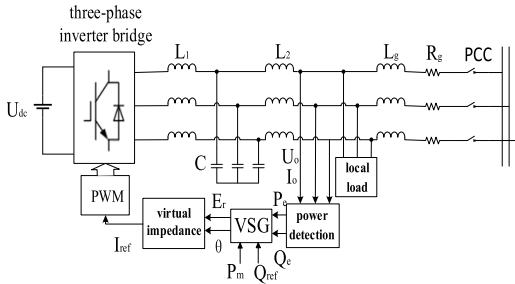 three-phase
inverter bridge
L1
L2
Lg
Rg
PCC
Udc
C
Uo
Io
local
load
PWM
virtual
impedance
Er
θ
VSG
Pe
Qe
power
detection
Iref
Pm
Qref